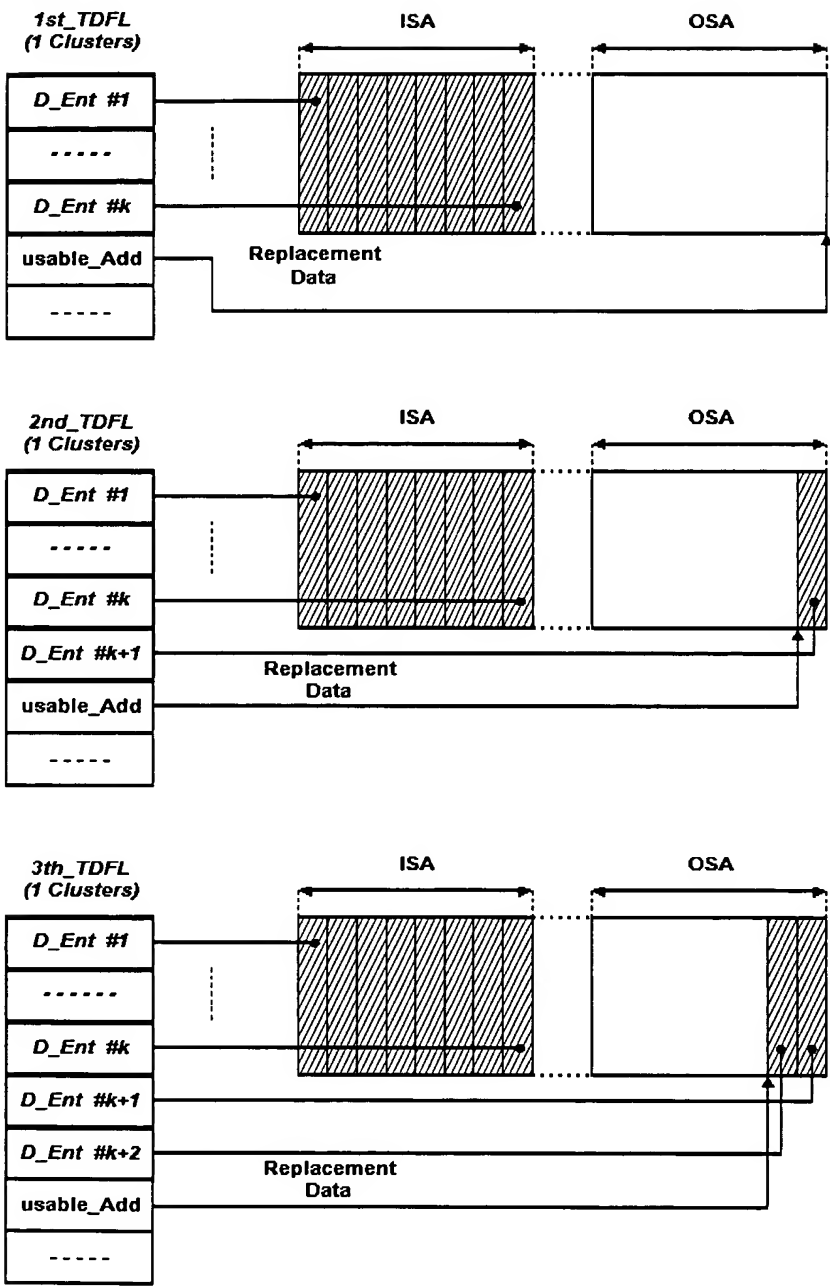 1st_TDFL
(1 Clusters)
ISA
OSA
D_Ent #1
- - - - -
D_Ent #k
usable_Add
Replacement
Data
- - - - -
2nd_TDFL
(1 Clusters)
ISA
OSA
D_Ent #1
- - - - -
D_Ent #k
D_Ent #k+1
Replacement
Data
usable_Add
- - - - -
3th_TDFL
(1 Clusters)
ISA
OSA
D_Ent #1
- - - - - -
D_Ent #k
D_Ent #k+1
D_Ent #k+2
Replacement
Data
usable_Add
- - - - -